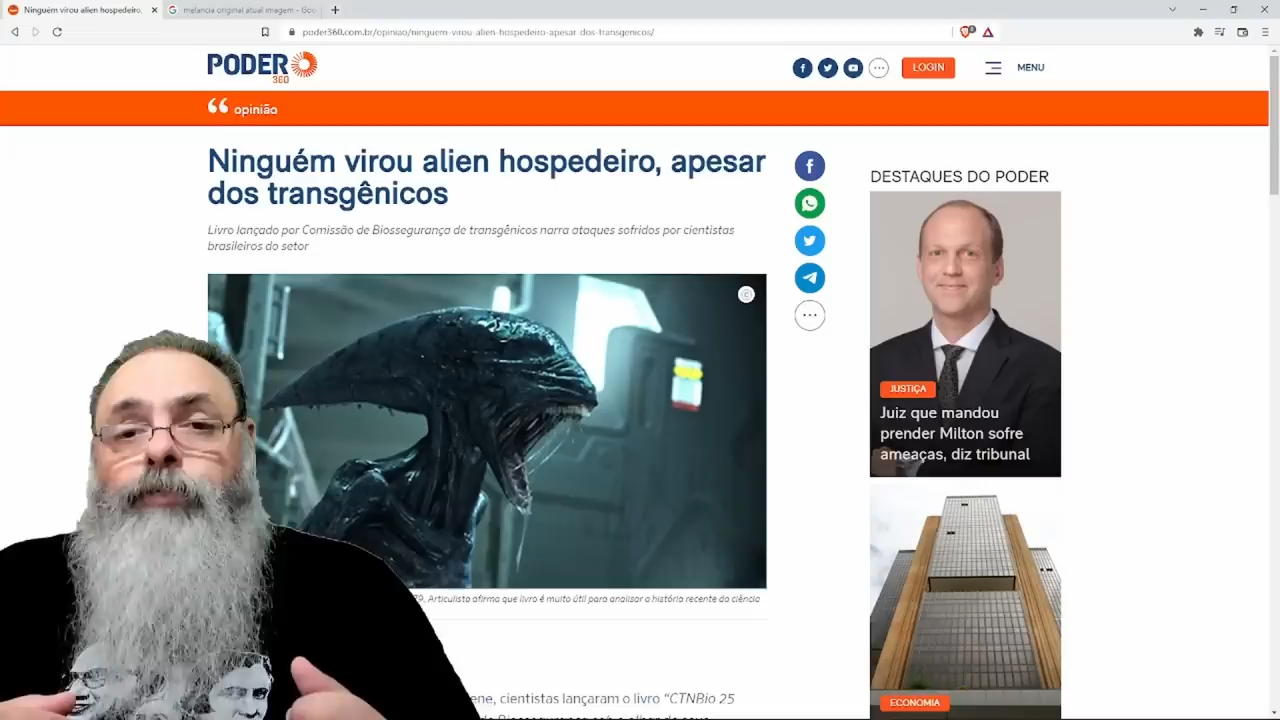 Ninguém virou alien hospedeiro,
melancia original atual imagem - Goo
poder360.com.br/opiniao/ninguem-virou-alien-hospedeiro-apesar-dos-transgenicos/
PODER
360
LOGIN
MENU
opinião
Ninguém virou alien hospedeiro, apesar
dos transgênicos
Livro lançado por Comissão de Biossegurança de transgênicos narra ataques sofridos por cientistas
brasileiros do setor
79. Articulista afirma que livro é muito útil para analisar a história recente da ciência
ene, cientistas lançaram o livro “CTNBio 25
DESTAQUES DO PODER
JUSTIÇA
Juiz que mandou
prender Milton sofre
ameaças, diz tribunal
ECONOMIA